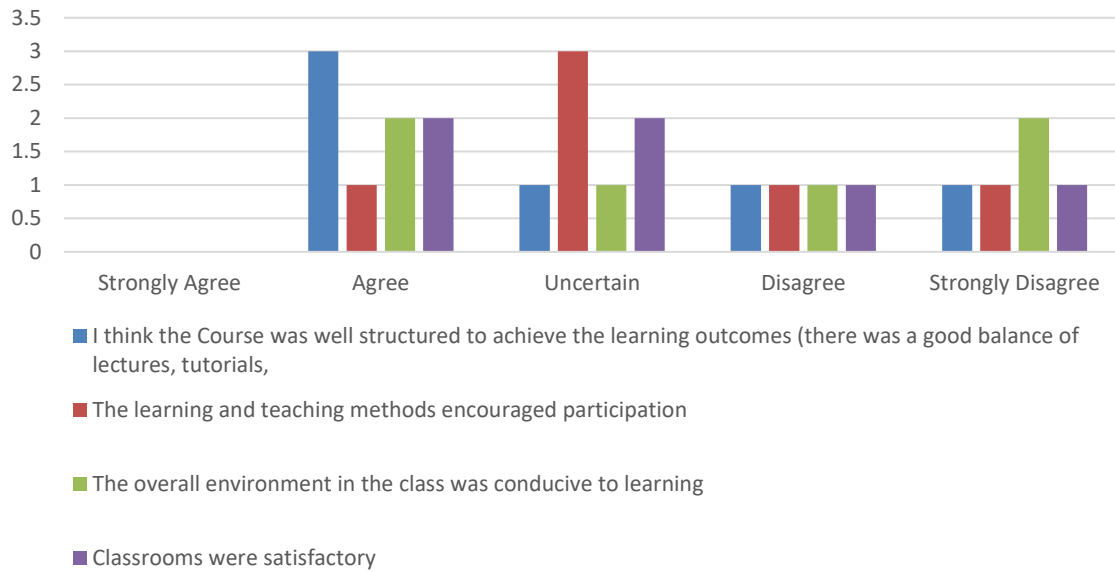 3.5
3
2.5
2
1.5
1
0.5
0
Strongly Agree Agree Uncertain Disagree Strongly Disagree
I think the Course was well structured to achieve the learning outcomes (there was a good balance of
lectures, tutorials,
The learning and teaching methods encouraged participation
The overall environment in the class was conducive to learning
Classrooms were satisfactory